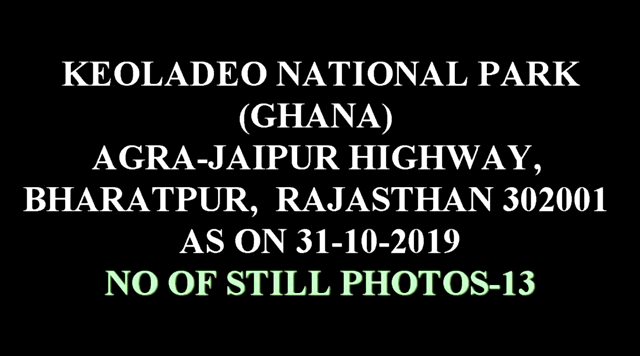 KEOLADEO NATIONAL PARK
(GHANA)
AGRA-JAIPUR HIGHWAY,
BHARATPUR, RAJASTHAN 302001
AS ON 31-10-2019
NO OF STILL PHOTOS-13